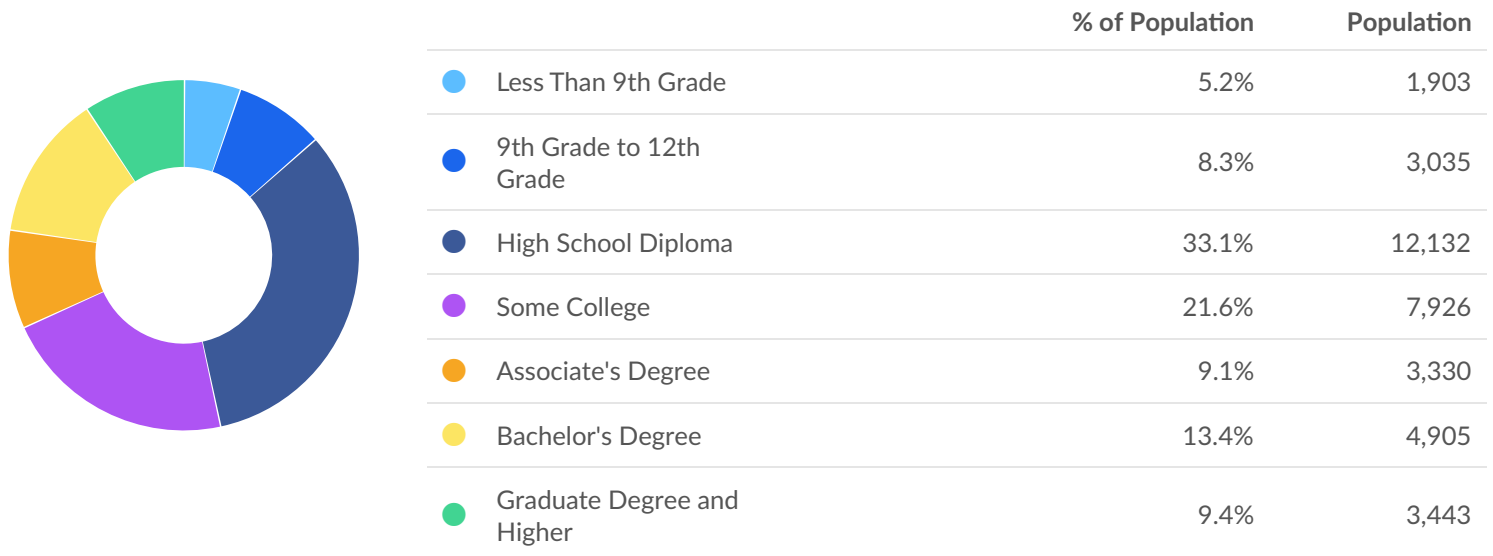 % of Population Population
Less Than 9th Grade 5.2% 1,903
9th Grade to 12th
Grade 8.3% 3,035
High School Diploma 33.1% 12,132
Some College 21.6% 7,926
Associate's Degree 9.1% 3,330
Bachelor's Degree 13.4% 4,905
Graduate Degree and
Higher 9.4% 3,443